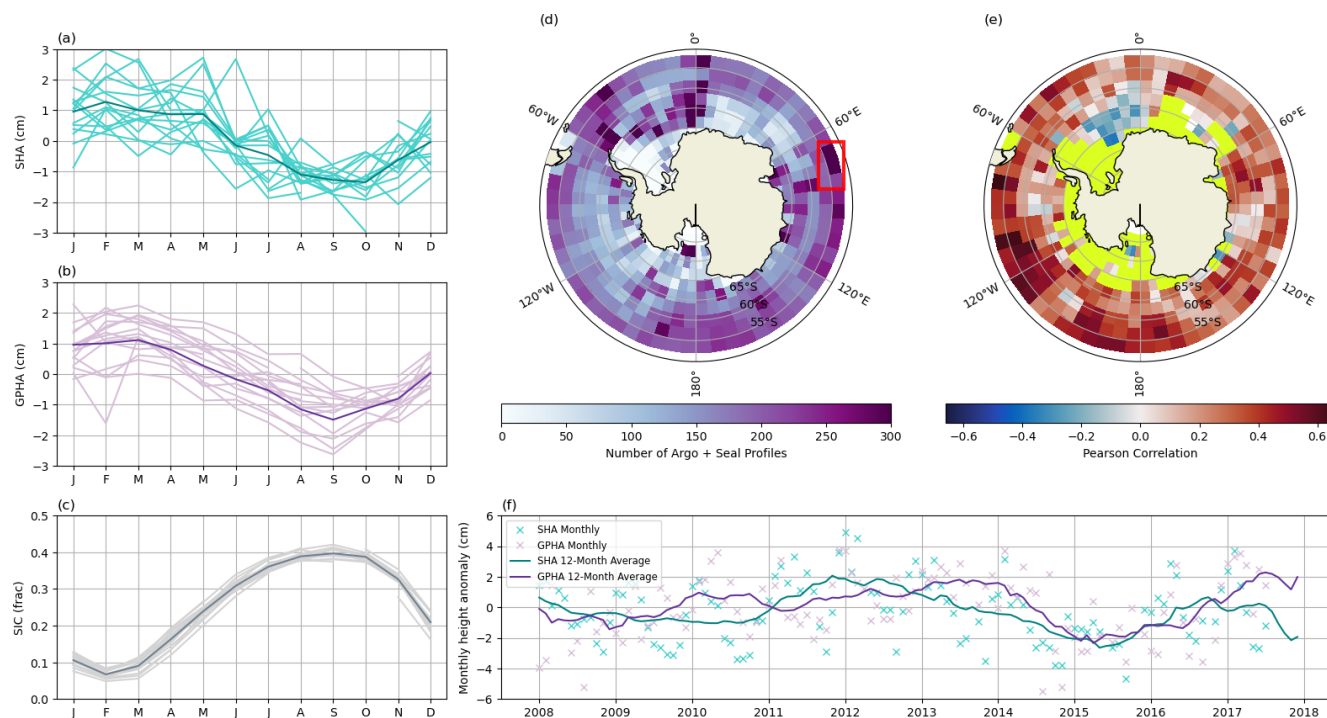 (a)
3
2
1
0
−1
−2
−3
SHA (cm)
J F M A M J J A S O N D
(b)
3
2
1
0
−1
−2
−3
GPHA (cm)
J F M A M J J A S O N D
(c)
0.5
0.4
0.3
0.2
0.1
0.0
SIC (frac)
J F M A M J J A S O N D
(d)
0°
60°W
60°E
120°W
120°E
65°S
60°S
55°S
180°
0 50 100 150 200 250 300
Number of Argo + Seal Profiles
(e)
0°
60°W
60°E
120°W
120°E
65°S
60°S
55°S
180°
−0.6 −0.4 −0.2 0.0 0.2 0.4 0.6
Pearson Correlation
(f)
6
4
2
0
−2
−4
−6
Monthly height anomaly (cm)
SHA Monthly
GPHA Monthly
SHA 12-Month Average
GPHA 12-Month Average
2008 2009 2010 2011 2012 2013 2014 2015 2016 2017 2018